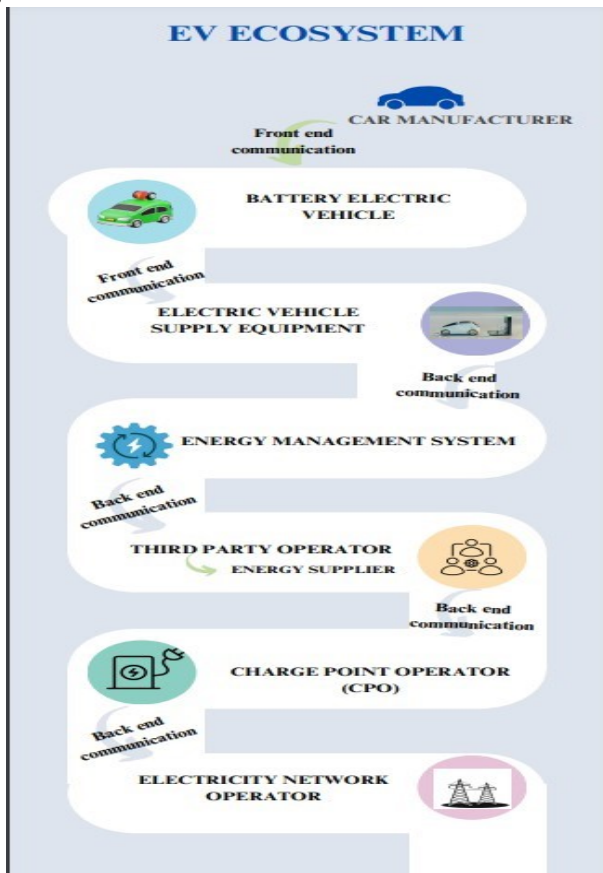 EV ECOSYSTEM
CAR MANUFACTURER
Front end
communication
BATTERY ELECTRIC
VEHICLE
Front end
communication
ELECTRIC VEHICLE
SUPPLY EQUIPMENT
Back end
communication
ENERGY MANAGEMENT SYSTEM
Back end
communication
THIRD PARTY OPERATOR
ENERGY SUPPLIER
Back end
communication
CHARGE POINT OPERATOR
(CPO)
Back end
communication
ELECTRICITY NETWORK
OPERATOR